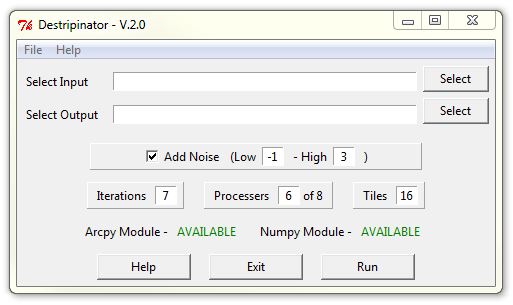 Destripinator - V.2.0
File Help
Select Input Select
Select Output Select
Add Noise (Low -1 - High 3 )
Iterations 7 Processers 6 of 8 Tiles 16
Arcpy Module - AVAILABLE Numpy Module - AVAILABLE
Help Exit Run